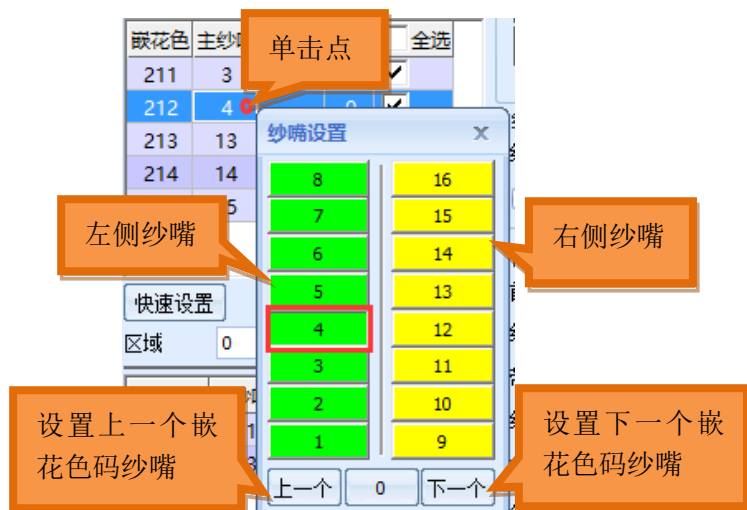 嵌花色 主纱 全选
单击点
211 3
212 4 0
213 13
214 14
5
纱嘴设置
8 16
7 15
6 14
5 13
4 12
3 11
2 10
1 9
上一个 0 下一个
左侧纱嘴
右侧纱嘴
快速设置
区域 0
设置上一个嵌
花色码纱嘴
设置下一个嵌
花色码纱嘴